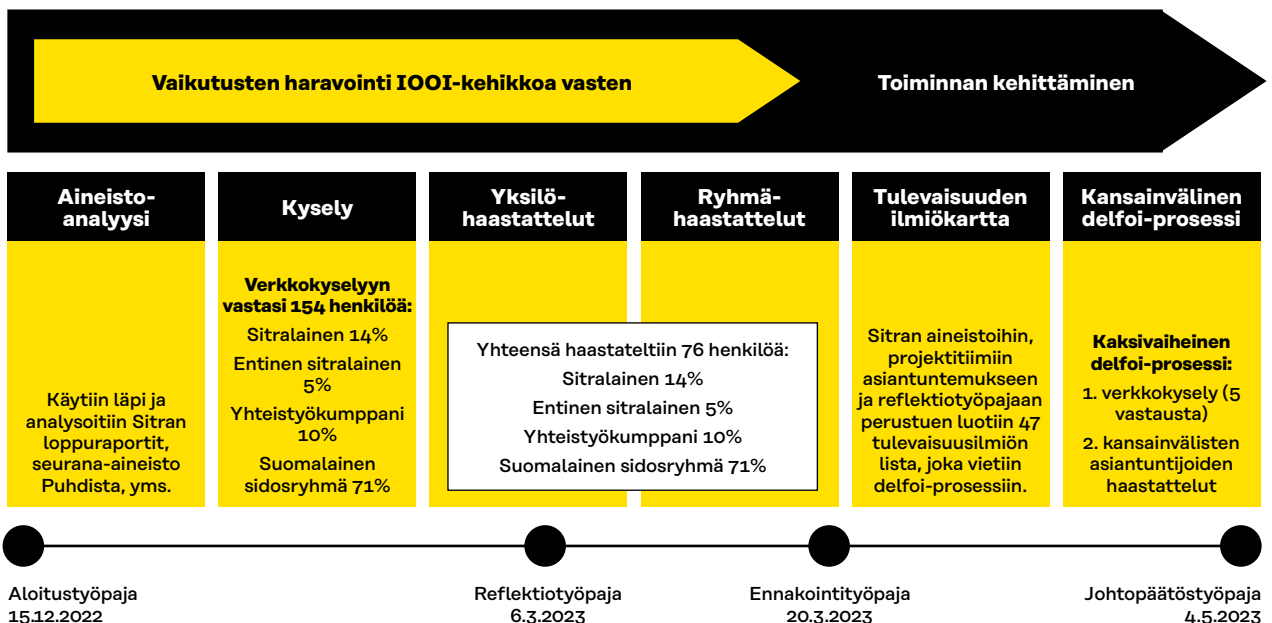 Vaikutusten haravointi IOOI-kehikkoa vasten
Toiminnan kehittäminen
Aineisto-
analyysi
Käytiin läpi ja
analysoitiin Sitran
loppuraportit,
seurana-aineisto
Puhdista, yms.
Kysely
Verkkokyselyyn
vastasi 154 henkilöä:
Sitralainen 14%
Entinen sitralainen
5%
Yhteistyökumppani
10%
Suomalainen
sidosryhmä 71%
Yksilö-
haastattelut
Ryhmä-
haastattelut
Yhteensä haastateltiin 76 henkilöä:
Sitralainen 14%
Entinen sitralainen 5%
Yhteistyökumppani 10%
Suomalainen sidosryhmä 71%
Tulevaisuuden
ilmiökartta
Sitran aineistoihin,
projektitiimiin
asiantuntemukseen
ja reflektiotyöpajaan
perustuen luotiin 47
tulevaisuusilmiön
lista, joka vietiin
delfoi-prosessiin.
Kansainvälinen
delfoi-prosessi
Kaksivaiheinen
delfoi-prosessi:
1. verkkokysely (5
vastausta)
2. kansainvälisten
asiantuntijoiden
haastattelut
Aloitustyöpaja
15.12.2022
Reflektiotyöpaja
6.3.2023
Ennakointityöpaja
20.3.2023
Johtopäätöstyöpaja
4.5.2023